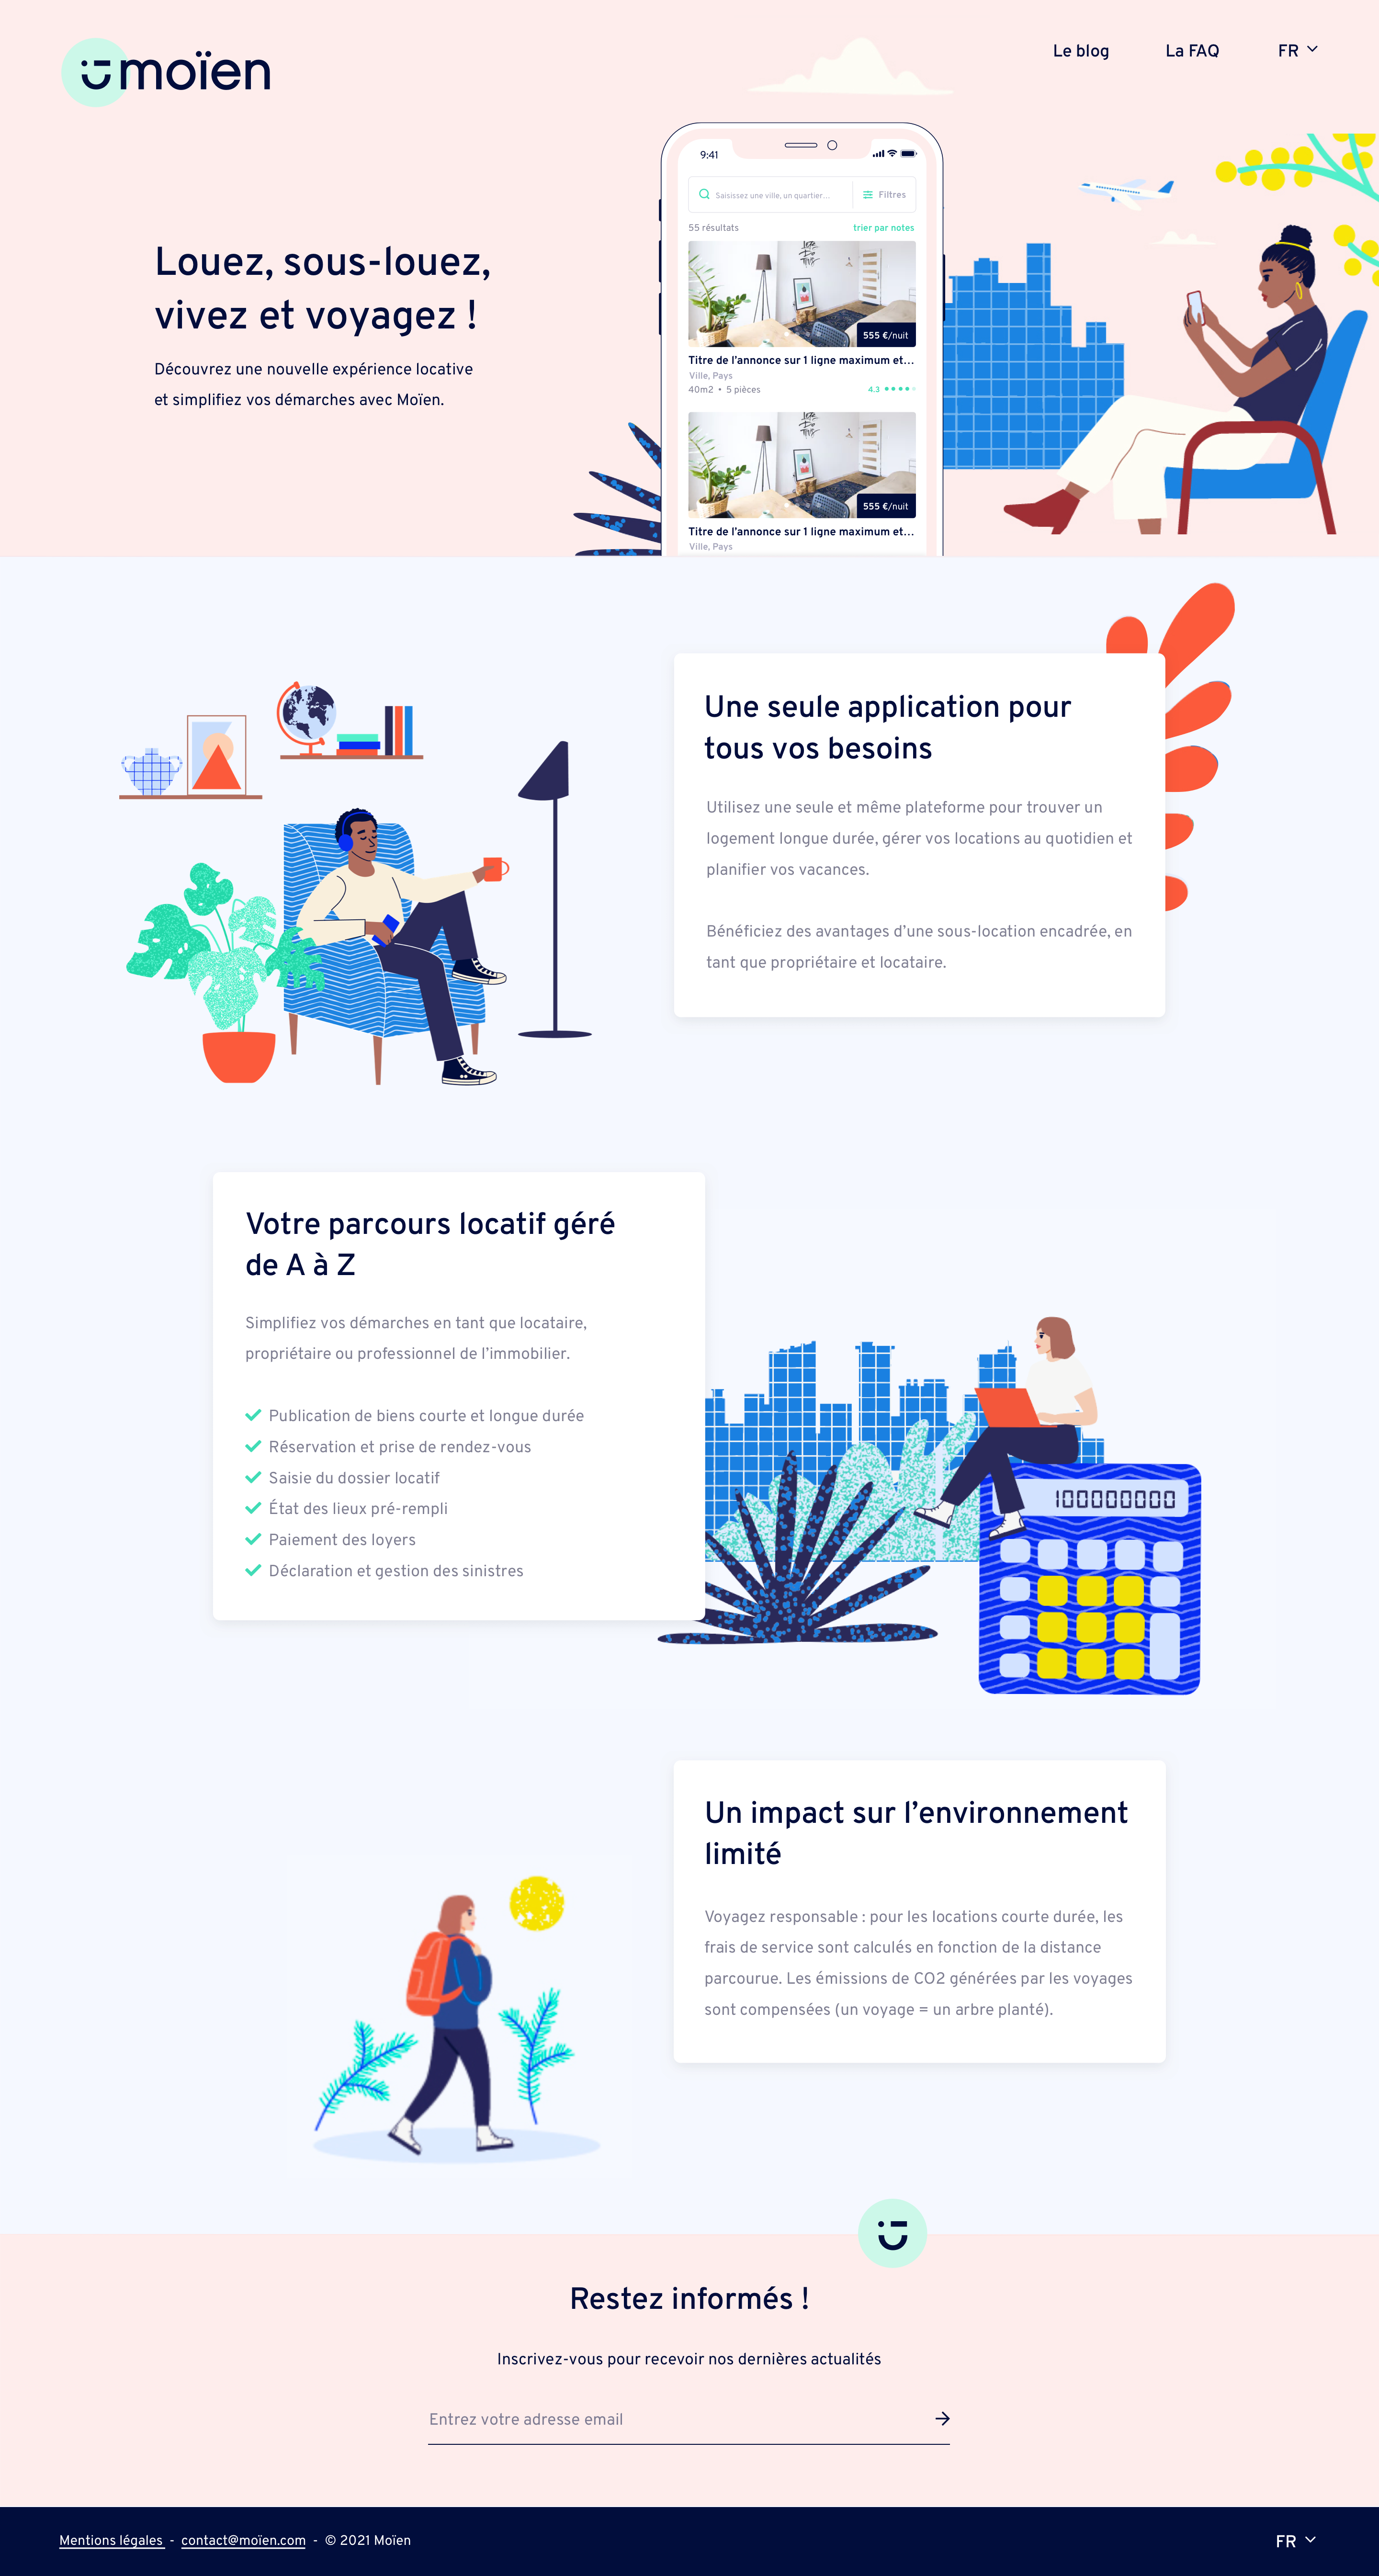 moïen
Le blog
La FAQ
FR
9:41
Saisissez une ville, un quartier...
Filtres
55 résultats
trier par notes
555 €/nuit
Titre de l'annonce sur 1 ligne maximum et...
Ville, Pays
40m2 • 5 pièces
4.3
555 €/nuit
Titre de l'annonce sur 1 ligne maximum et...
Ville, Pays
Louez, sous-louez,
vivez et voyagez !
Découvrez une nouvelle expérience locative
et simplifiez vos démarches avec Moïen.
Une seule application pour
tous vos besoins
Utilisez une seule et même plateforme pour trouver un
logement longue durée, gérer vos locations au quotidien et
planifier vos vacances.
Bénéficiez des avantages d’une sous-location encadrée, en
tant que propriétaire et locataire.
Votre parcours locatif géré
de A à Z
Simplifiez vos démarches en tant que locataire,
propriétaire ou professionnel de l’immobilier.
Publication de biens courte et longue durée
Réservation et prise de rendez-vous
Saisie du dossier locatif
État des lieux pré-rempli
Paiement des loyers
Déclaration et gestion des sinistres
1000000000
Un impact sur l’environnement
limité
Voyagez responsable : pour les locations courte durée, les
frais de service sont calculés en fonction de la distance
parcourue. Les émissions de CO2 générées par les voyages
sont compensées (un voyage = un arbre planté).
Restez informés !
Inscrivez-vous pour recevoir nos dernières actualités
Entrez votre adresse email
Mentions légales - contact@moïen.com - © 2021 Moïen
FR